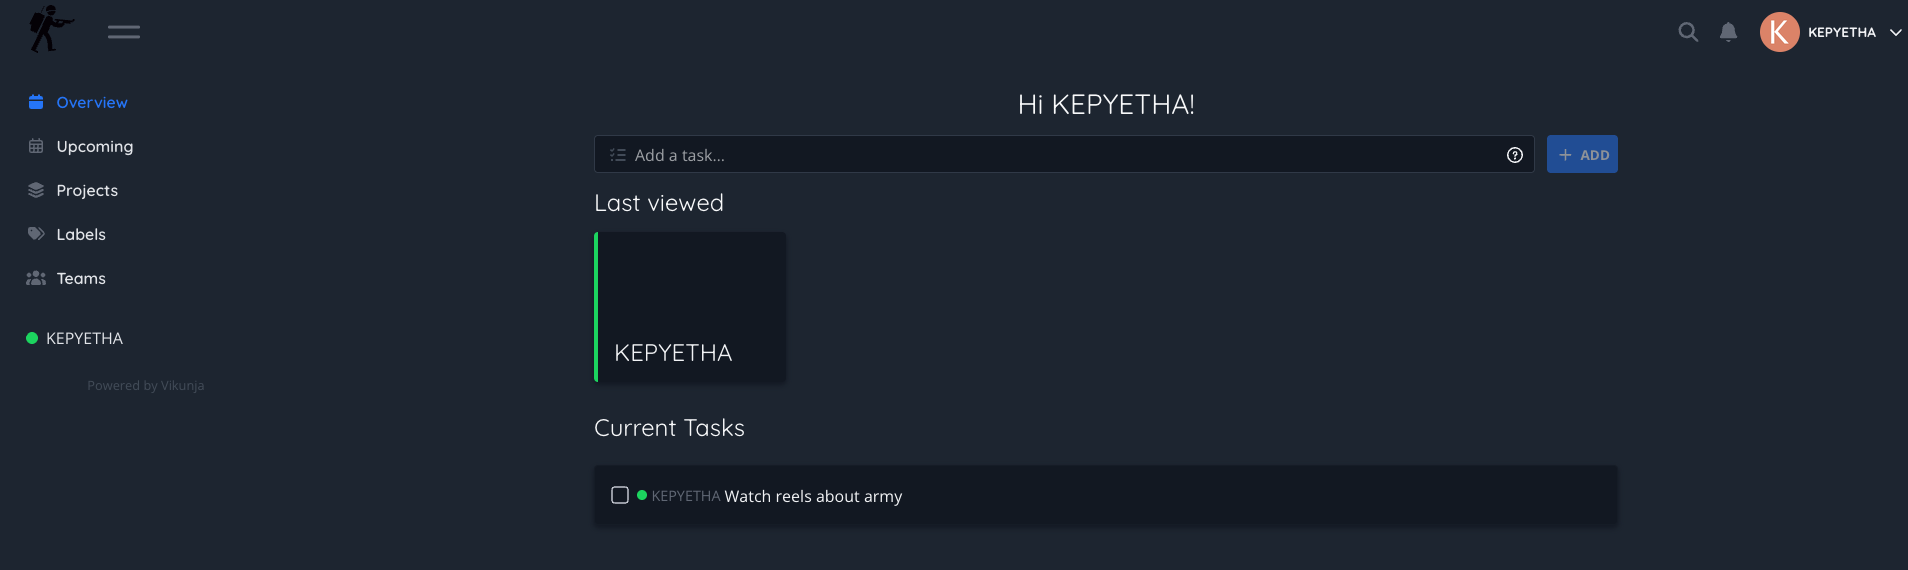 K KEPYETHA
Overview
Upcoming
Projects
Labels
Teams
KEPYETHA
Powered by Vikunja
Hi KEPYETHA!
Add a task...
+ ADD
Last viewed
KEPYETHA
Current Tasks
KEPYETHA Watch reels about army